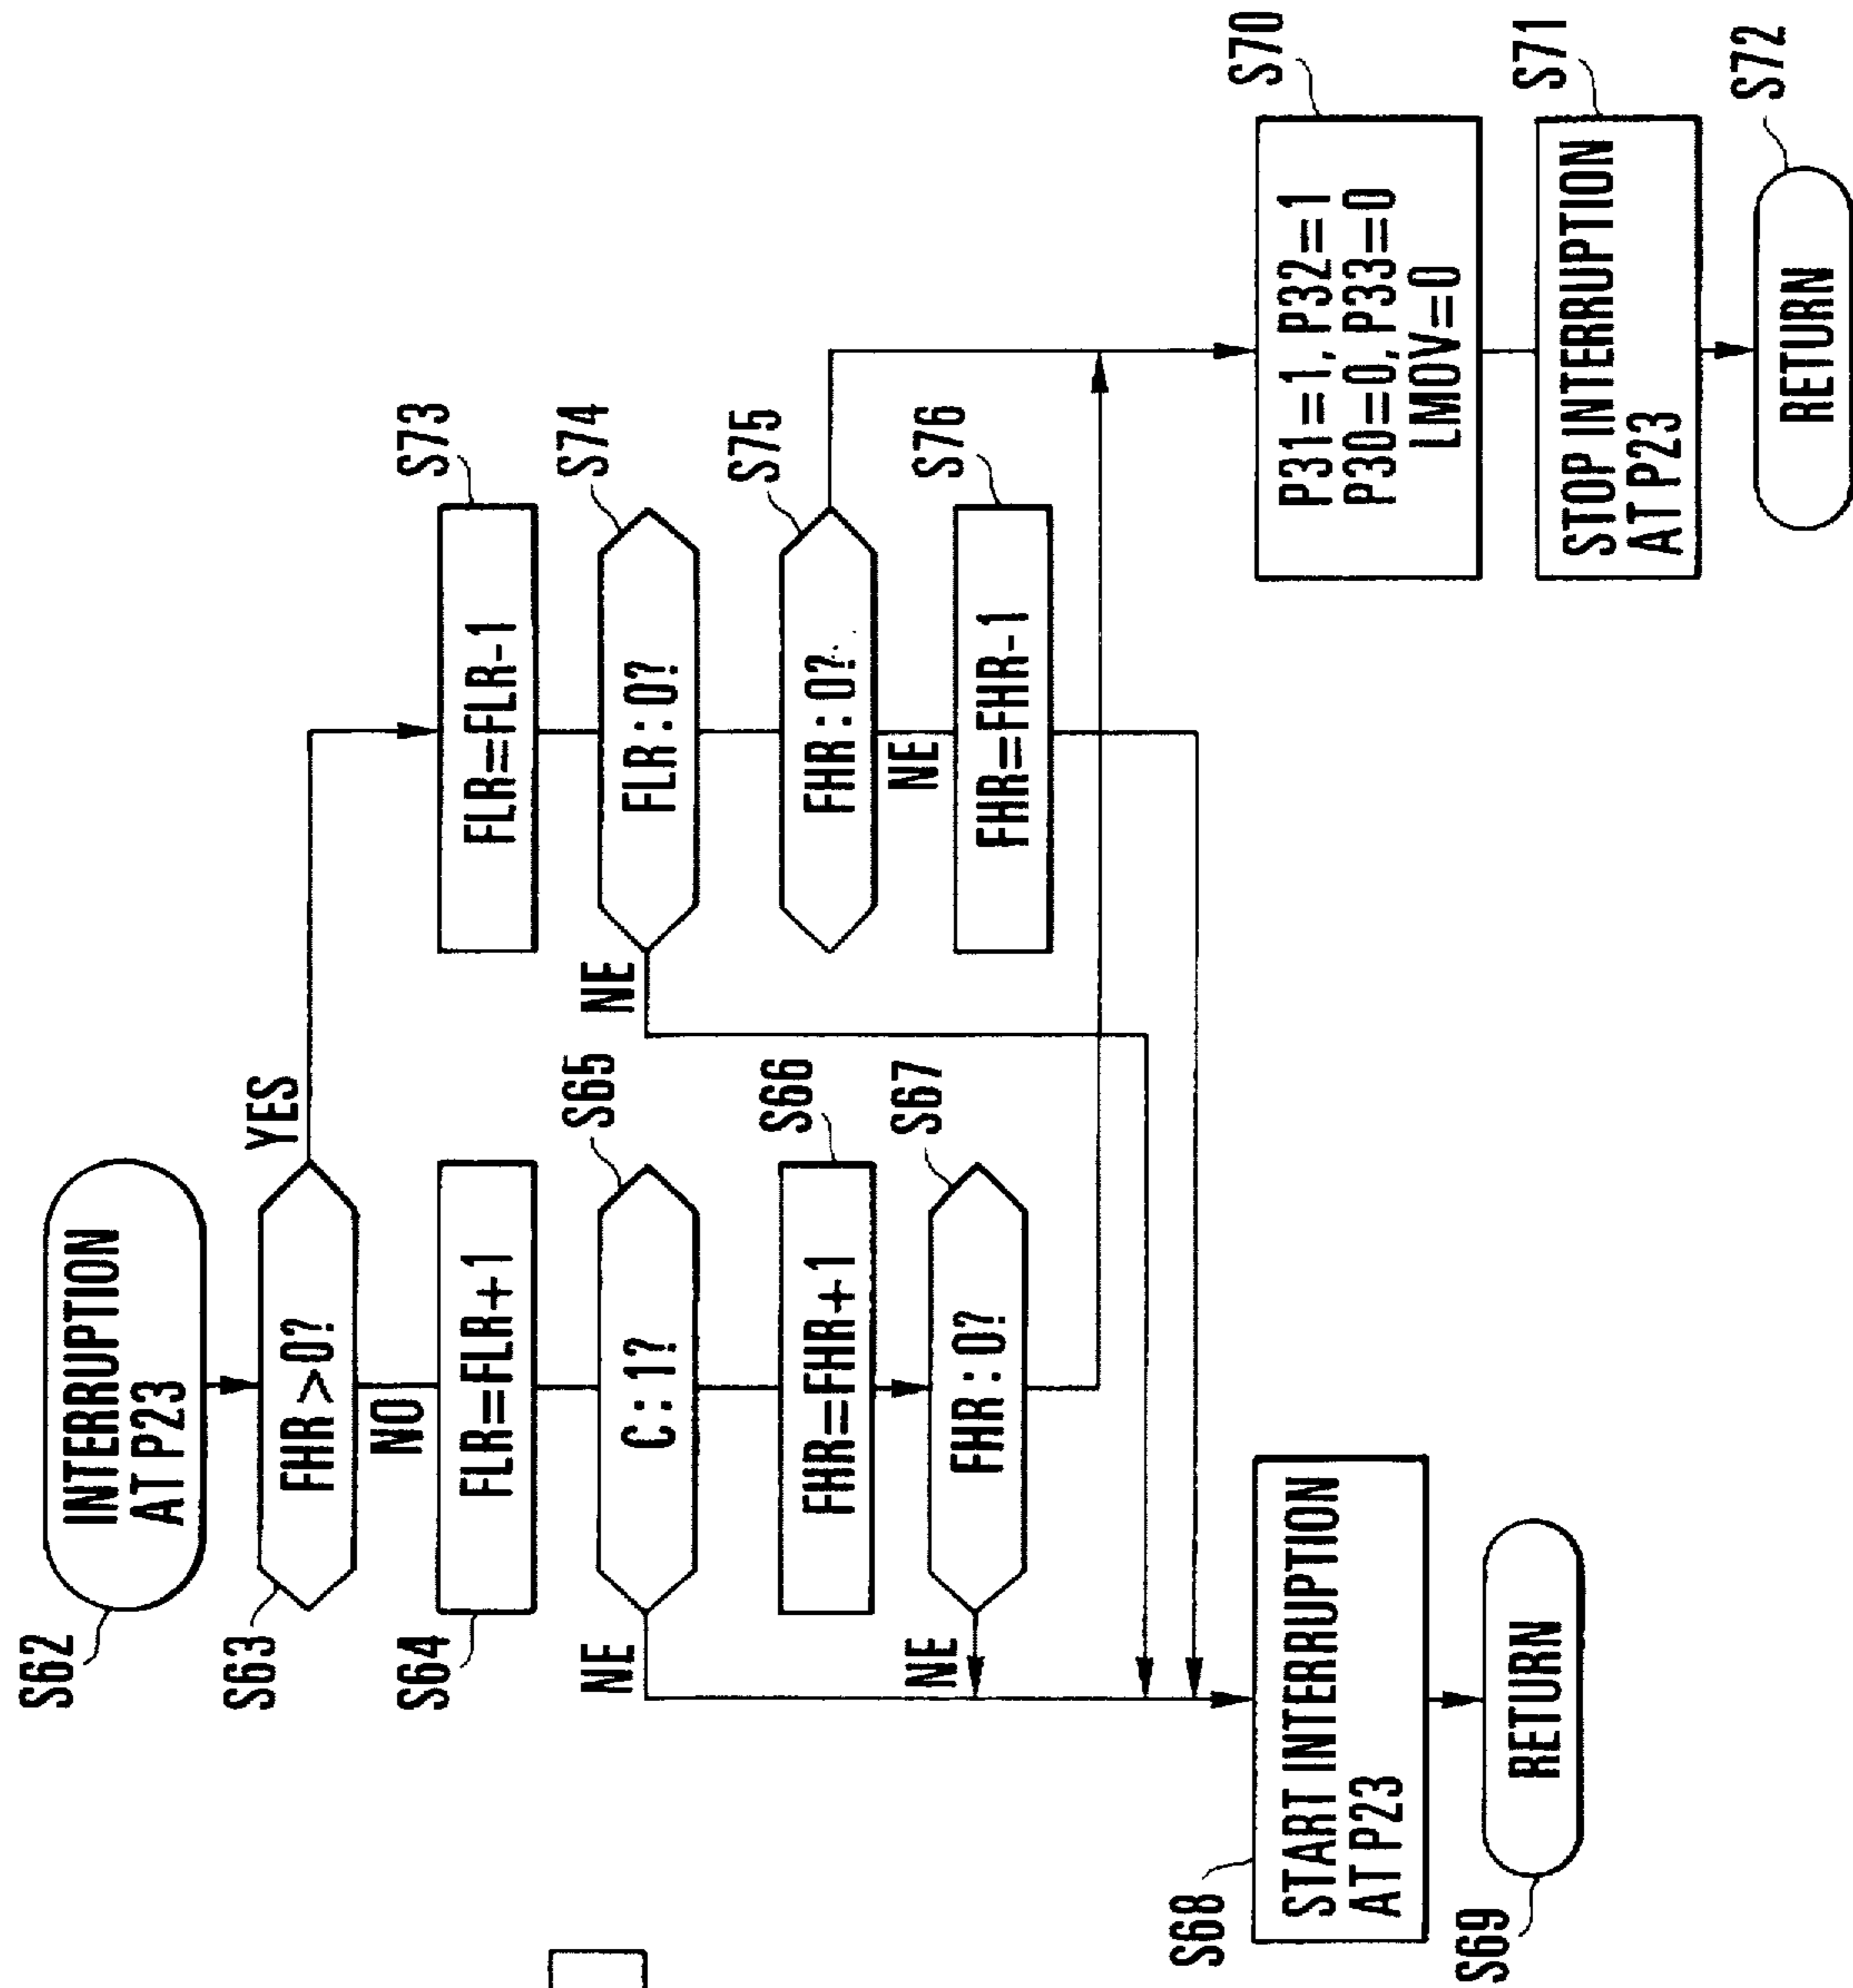 S62
INTERRUPTION
AT P23
S63
FHR>0?
YES
NO
S64
FLR=FLR+1
S65
C:1?
NE
S66
FHR=FHR+1
S67
FHR:0?
NE
S68
START INTERRUPTION
AT P23
S69
RETURN
S73
FLR=FLR-1
S74
FLR:0?
NE
S75
FHR:0?
NE
S76
FHR=FHR-1
S70
P31=1, P32=1
P30=0, P33=0
LMOV=0
S71
STOP INTERRUPTION
AT P23
S72
RETURN